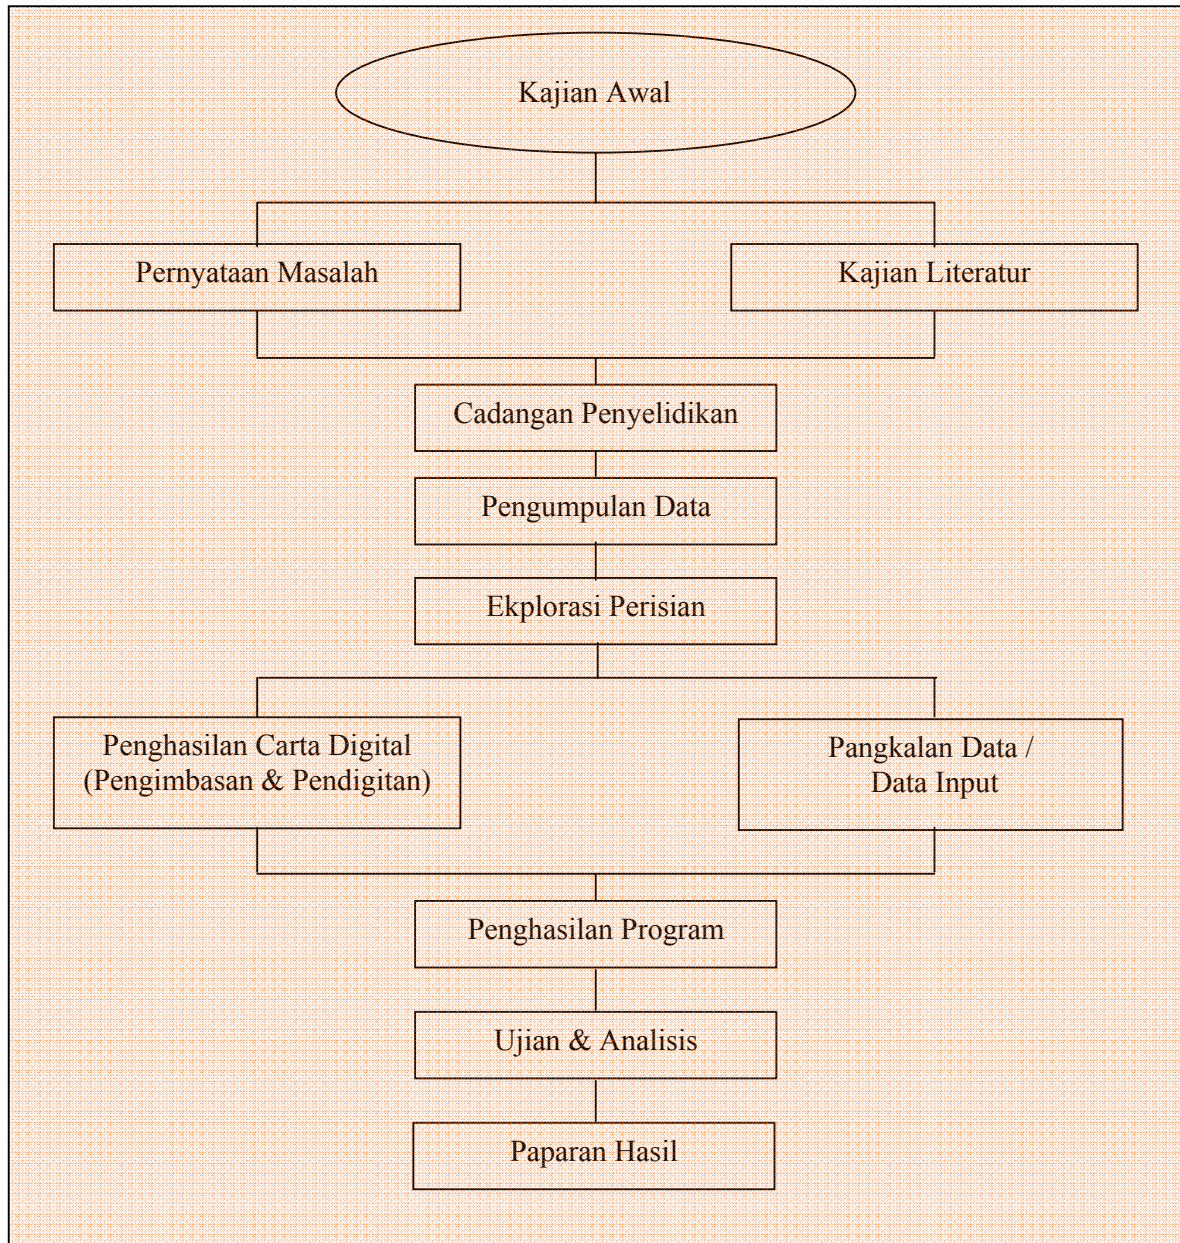 Kajian Awal
Pernyataan Masalah
Kajian Literatur
Cadangan Penyelidikan
Pengumpulan Data
Ekplorasi Perisian
Penghasilan Carta Digital
(Pengimbasan & Pendigitan)
Pangkalan Data /
Data Input
Penghasilan Program
Ujian & Analisis
Paparan Hasil